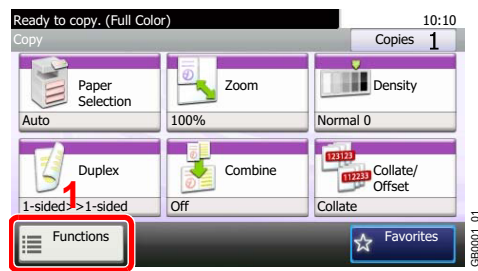 Ready to copy. (Full Color) 10:10
Copy Copies 1
Paper Selection
Zoom
Density
Auto 100% Normal 0
123123
112233
Duplex
Combine
Collate/
Offset
1
1-sided>>1-sided Off Collate
Functions Favorites
GB0001_01